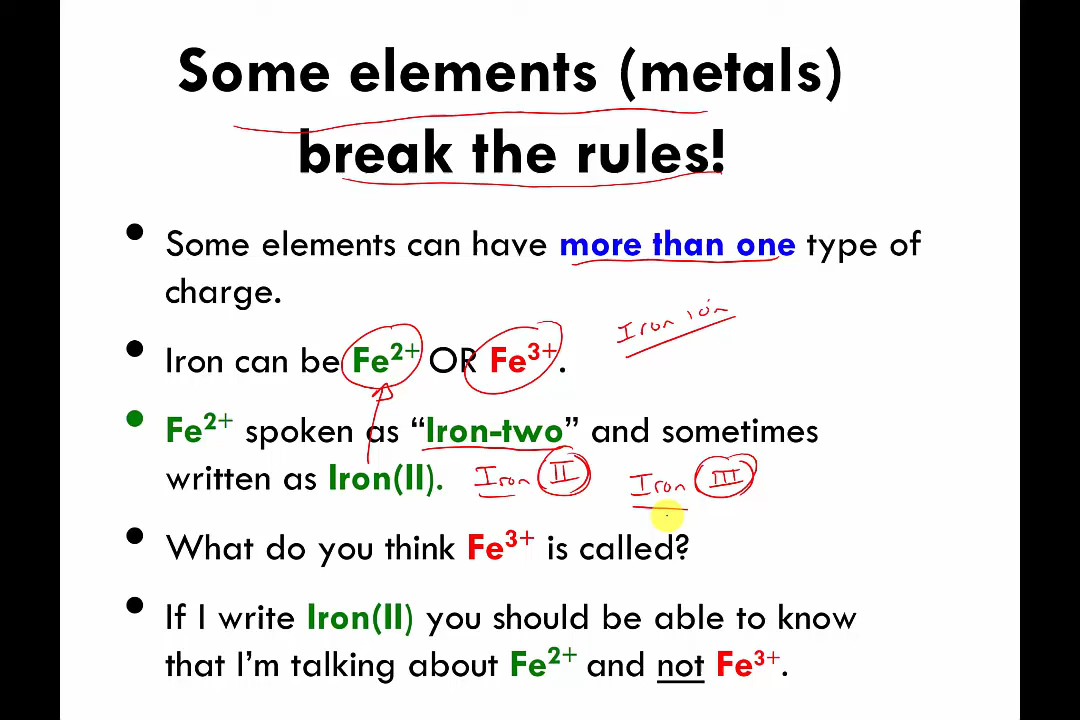 Some elements (metals)
break the rules!
• Some elements can have more than one type of
charge.
Iron ion
• Iron can be Fe²⁺ OR Fe³⁺.
• Fe²⁺ spoken as “Iron-two” and sometimes
written as Iron(II). Iron II Iron III
• What do you think Fe³⁺ is called?
• If I write Iron(II) you should be able to know
that I’m talking about Fe²⁺ and not Fe³⁺.